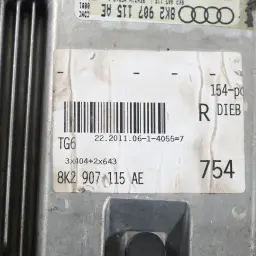 8K2 907 115 AE
154-po
R DIEB
22.2011.06-1-4055=7
TG6
3x404+2x643
754
8K2 907 115 AE